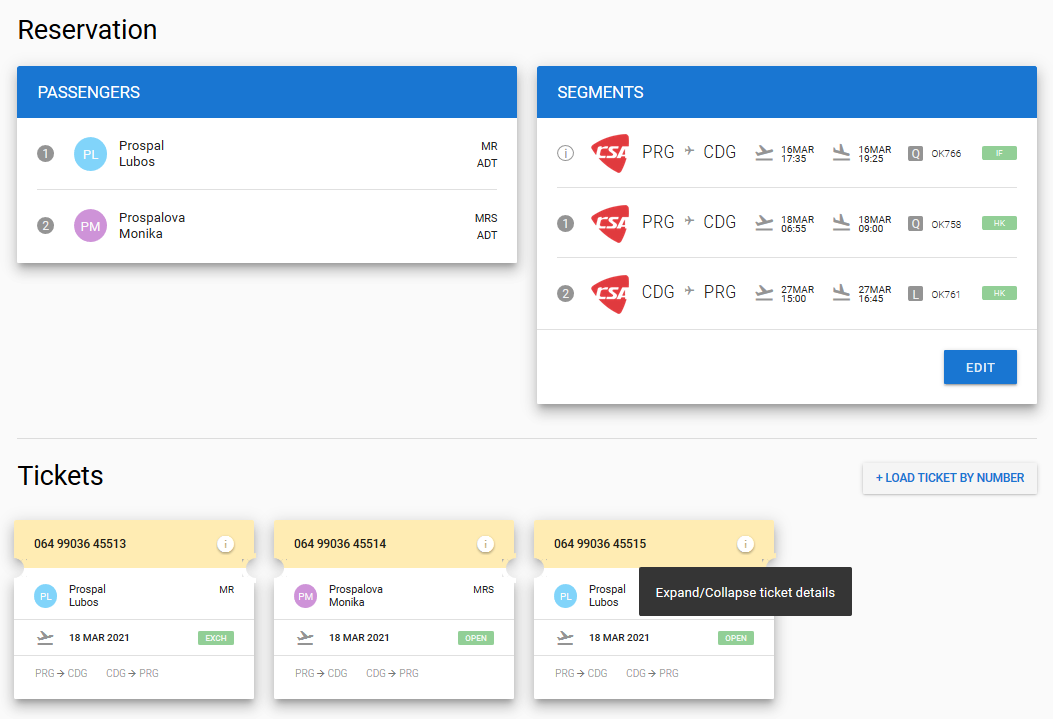 Reservation
PASSENGERS
1 PL Prospal MR
Lubos ADT
2 PM Prospalova MRS
Monika ADT
SEGMENTS
i CSA PRG CDG 16MAR 16MAR Q OK766 IF
17:35 19:25
1 CSA PRG CDG 18MAR 18MAR Q OK758 HK
06:55 09:00
2 CSA CDG PRG 27MAR 27MAR L OK761 HK
15:00 16:45
EDIT
Tickets
+ LOAD TICKET BY NUMBER
064 99036 45513 i
PL Prospal MR
Lubos
18 MAR 2021 EXCH
PRG → CDG CDG → PRG
064 99036 45514 i
PM Prospalova MRS
Monika
18 MAR 2021 OPEN
PRG → CDG CDG → PRG
064 99036 45515 i
PL Prospal
Lubos
Expand/Collapse ticket details
18 MAR 2021 OPEN
PRG → CDG CDG → PRG